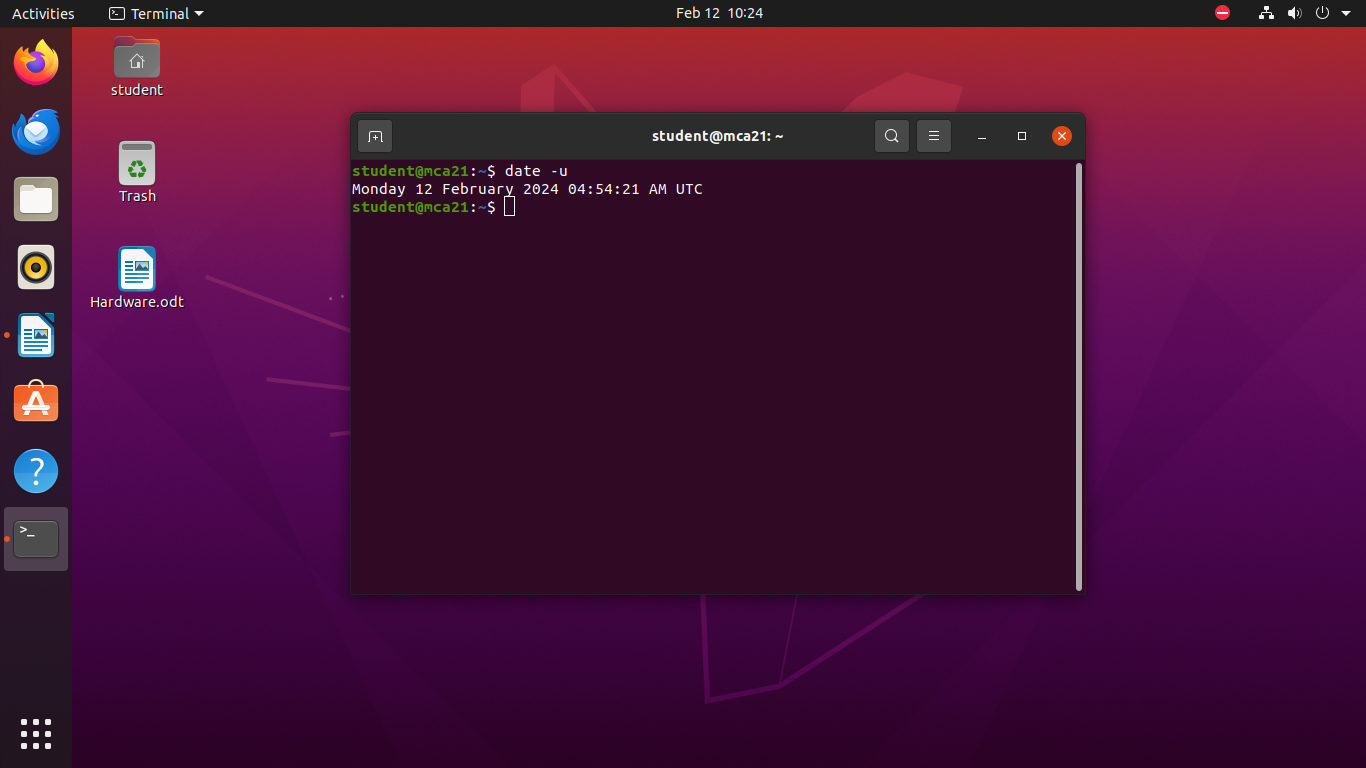 Activities
Terminal
Feb 12 10:24
student
Trash
Hardware.odt
student@mca21: ~
student@mca21:~$ date -u
Monday 12 February 2024 04:54:21 AM UTC
student@mca21:~$